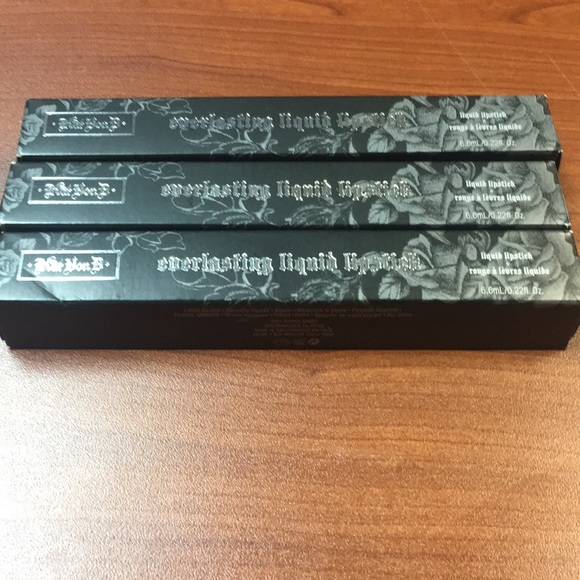 Kat Von D
everlasting liquid lipstick
liquid lipstick
rouge à lèvres liquide
6.6mL/0.22fl. Oz.
Kat Von D
everlasting liquid lipstick
liquid lipstick
rouge à lèvres liquide
6.6mL/0.22fl. Oz.
Kat Von D
everlasting liquid lipstick
liquid lipstick
rouge à lèvres liquide
6.6mL/0.22fl. Oz.